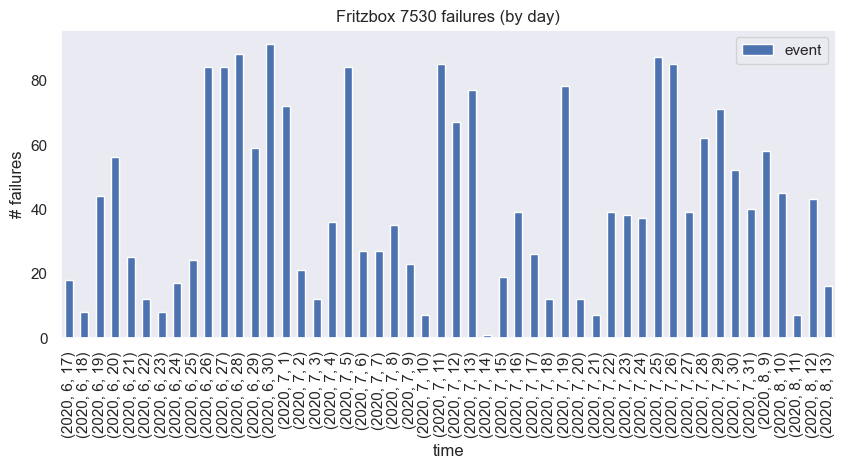 Fritzbox 7530 failures (by day)
event
# failures
80
60
40
20
0
(2020, 6, 17)
(2020, 6, 18)
(2020, 6, 19)
(2020, 6, 20)
(2020, 6, 21)
(2020, 6, 22)
(2020, 6, 23)
(2020, 6, 24)
(2020, 6, 25)
(2020, 6, 26)
(2020, 6, 27)
(2020, 6, 28)
(2020, 6, 29)
(2020, 6, 30)
(2020, 7, 1)
(2020, 7, 2)
(2020, 7, 3)
(2020, 7, 4)
(2020, 7, 5)
(2020, 7, 6)
(2020, 7, 7)
(2020, 7, 8)
(2020, 7, 9)
(2020, 7, 10)
(2020, 7, 11)
(2020, 7, 12)
(2020, 7, 13)
(2020, 7, 14)
(2020, 7, 15)
(2020, 7, 16)
(2020, 7, 17)
(2020, 7, 18)
(2020, 7, 19)
(2020, 7, 20)
(2020, 7, 21)
(2020, 7, 22)
(2020, 7, 23)
(2020, 7, 24)
(2020, 7, 25)
(2020, 7, 26)
(2020, 7, 27)
(2020, 7, 28)
(2020, 7, 29)
(2020, 7, 30)
(2020, 7, 31)
(2020, 8, 9)
(2020, 8, 10)
(2020, 8, 11)
(2020, 8, 12)
(2020, 8, 13)
time